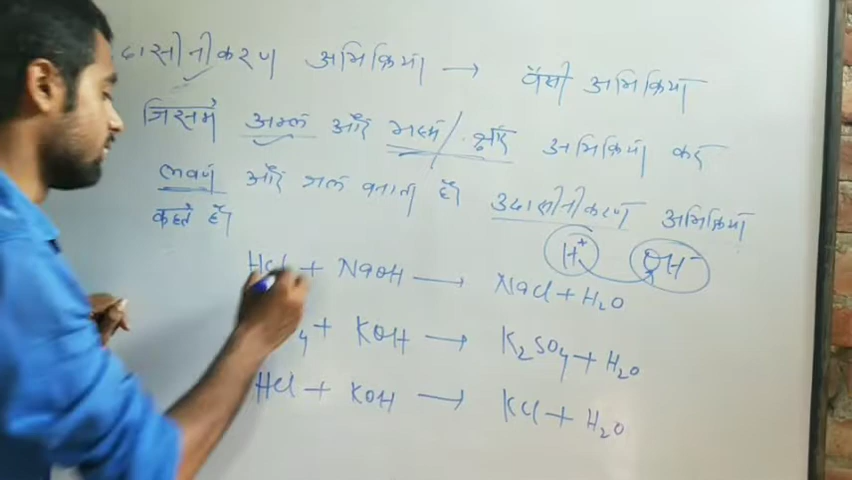 दासीनीकरण अभिक्रिया → वैसी अभिक्रिया
जिसमे अम्ल और भस्म / क्षार अभिक्रिया कर
लवण और जल बनाता है। उदासीनीकरण अभिक्रिया
कहते है।
H⁺ OH⁻
HCl + NaOH → NaCl + H₂O
₄ + KOH → K₂SO₄ + H₂O
HCl + KOH → KCl + H₂O